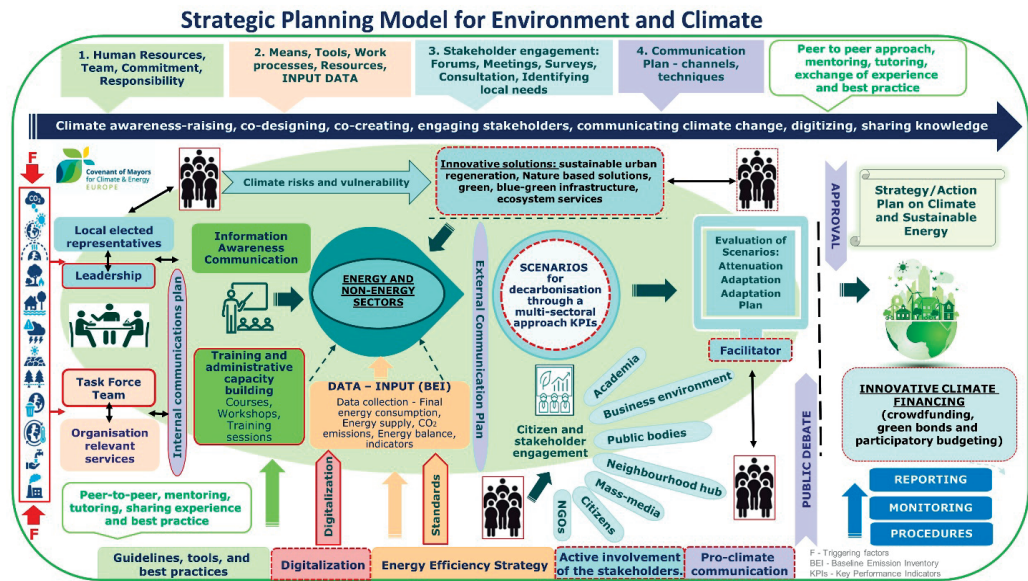 Strategic Planning Model for Environment and Climate
1. Human Resources,
Team, Commitment,
Responsibility
2. Means, Tools, Work
processes, Resources,
INPUT DATA
3. Stakeholder engagement:
Forums, Meetings, Surveys,
Consultation, Identifying
local needs
4. Communication
Plan - channels,
techniques
Peer to peer approach,
mentoring, tutoring,
exchange of experience
and best practice
Climate awareness-raising, co-designing, co-creating, engaging stakeholders, communicating climate change, digitizing, sharing knowledge
F
Covenant of Mayors
for Climate & Energy
EUROPE
CO₂
Climate risks and vulnerability
Innovative solutions: sustainable urban
regeneration, Nature based solutions,
green, blue-green infrastructure,
ecosystem services
APPROVAL
Strategy/Action
Plan on Climate
and Sustainable
Energy
Local elected
representatives
Leadership
Internal communications plan
Task Force
Team
Organisation
relevant
services
Information
Awareness
Communication
Training and
administrative
capacity
building
Courses,
Workshops,
Training
sessions
ENERGY AND
NON-ENERGY
SECTORS
DATA – INPUT (BEI)
Data collection - Final
energy consumption,
Energy supply, CO₂
emissions, Energy balance,
indicators
External Communication Plan
SCENARIOS
for
decarbonisation
through a
multi-sectoral
approach KPIs
Evaluation of
Scenarios:
Attenuation
Adaptation
Adaptation
Plan
Facilitator
Citizen and
stakeholder
engagement
Academia
Business environment
Public bodies
Neighbourhood hub
Mass-media
Citizens
NGOs
PUBLIC DEBATE
INNOVATIVE CLIMATE
FINANCING
(crowdfunding,
green bonds and
participatory budgeting)
REPORTING
MONITORING
PROCEDURES
Peer-to-peer, mentoring,
tutoring, sharing experience
and best practice
Digitalization
Standards
F
Guidelines, tools, and
best practices
Digitalization
Energy Efficiency Strategy
Active involvement
of the stakeholders.
Pro-climate
communication
F - Triggering factors
BEI - Baseline Emission Inventory
KPIs - Key Performance Indicators